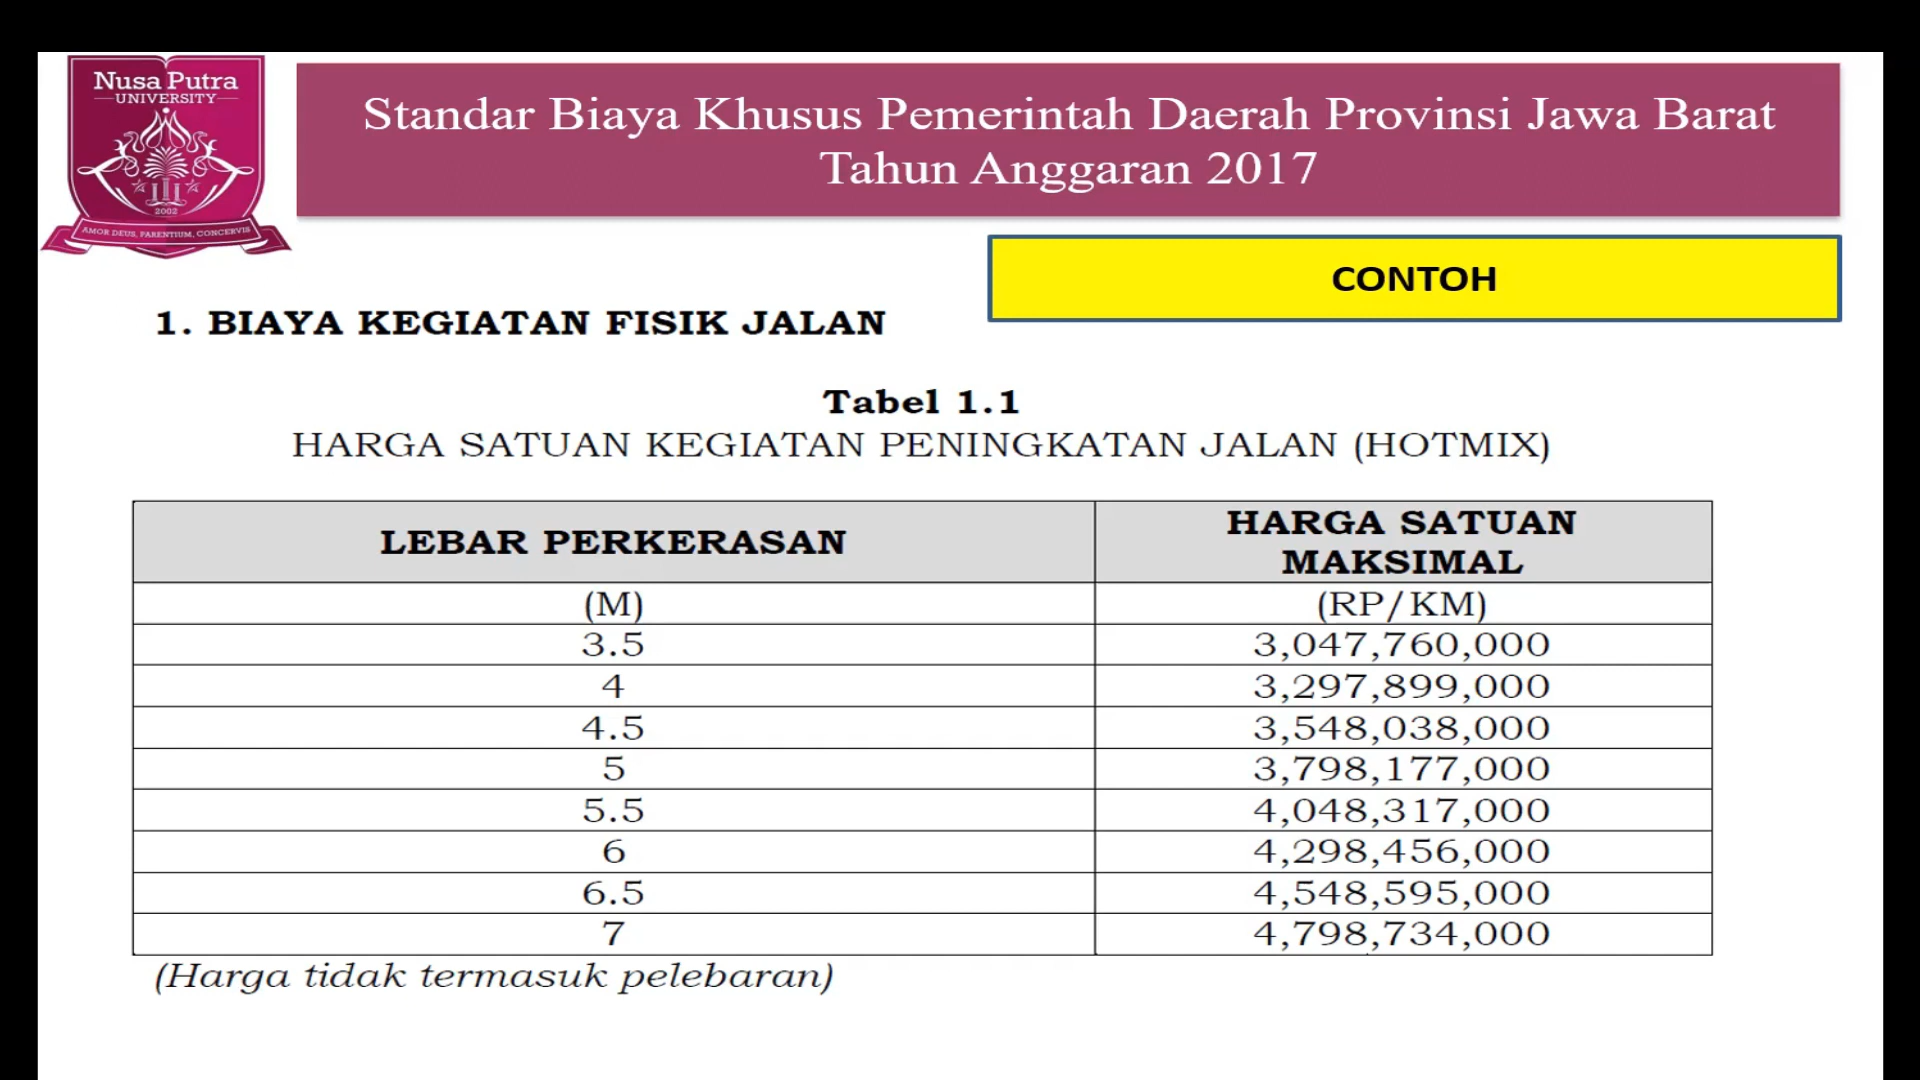 Nusa Putra
UNIVERSITY
2002
AMOR DEUS, PARENTIUM, CONCERVIS
Standar Biaya Khusus Pemerintah Daerah Provinsi Jawa Barat
Tahun Anggaran 2017
CONTOH
1. BIAYA KEGIATAN FISIK JALAN
Tabel 1.1
HARGA SATUAN KEGIATAN PENINGKATAN JALAN (HOTMIX)
LEBAR PERKERASAN HARGA SATUAN
MAKSIMAL
(M) (RP/KM)
3.5 3,047,760,000
4 3,297,899,000
4.5 3,548,038,000
5 3,798,177,000
5.5 4,048,317,000
6 4,298,456,000
6.5 4,548,595,000
7 4,798,734,000
(Harga tidak termasuk pelebaran)